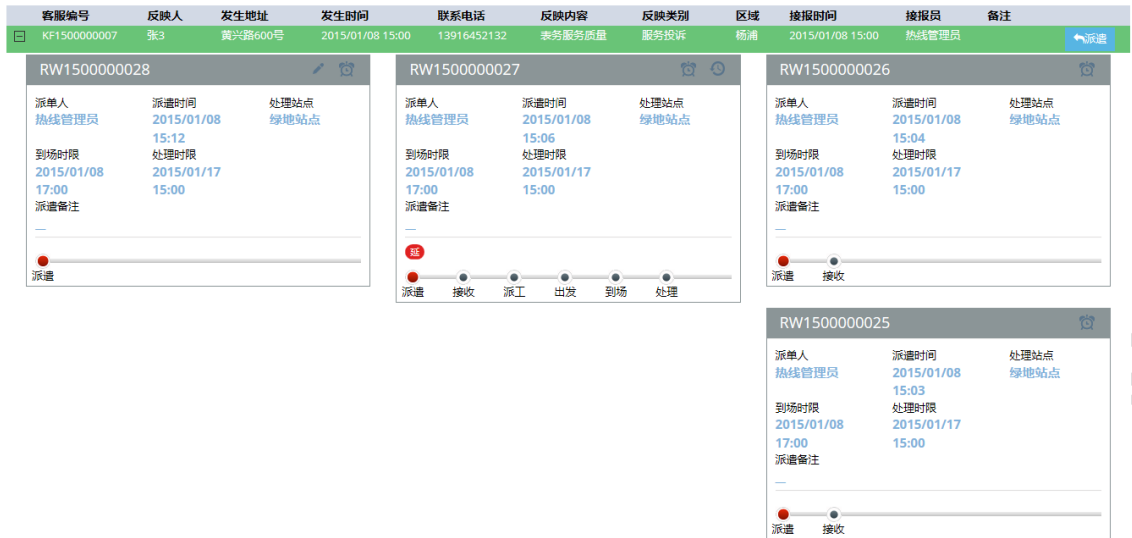 客服编号 反映人 发生地址 发生时间 联系电话 反映内容 反映类别 区域 接报时间 接报员 备注
KF1500000007 张3 黄兴路600号 2015/01/08 15:00 13916452132 表务服务质量 服务投诉 杨浦 2015/01/08 15:00 热线管理员 派遣
RW1500000028
派单人 派遣时间 处理站点
热线管理员 2015/01/08 绿地站点
15:12
到场时限 处理时限
2015/01/08 2015/01/17
17:00 15:00
派遣备注
—
派遣
RW1500000027
派单人 派遣时间 处理站点
热线管理员 2015/01/08 绿地站点
15:06
到场时限 处理时限
2015/01/08 2015/01/17
17:00 15:00
派遣备注
—
延
派遣 接收 派工 出发 到场 处理
RW1500000026
派单人 派遣时间 处理站点
热线管理员 2015/01/08 绿地站点
15:04
到场时限 处理时限
2015/01/08 2015/01/17
17:00 15:00
派遣备注
—
派遣 接收
RW1500000025
派单人 派遣时间 处理站点
热线管理员 2015/01/08 绿地站点
15:03
到场时限 处理时限
2015/01/08 2015/01/17
17:00 15:00
派遣备注
—
派遣 接收